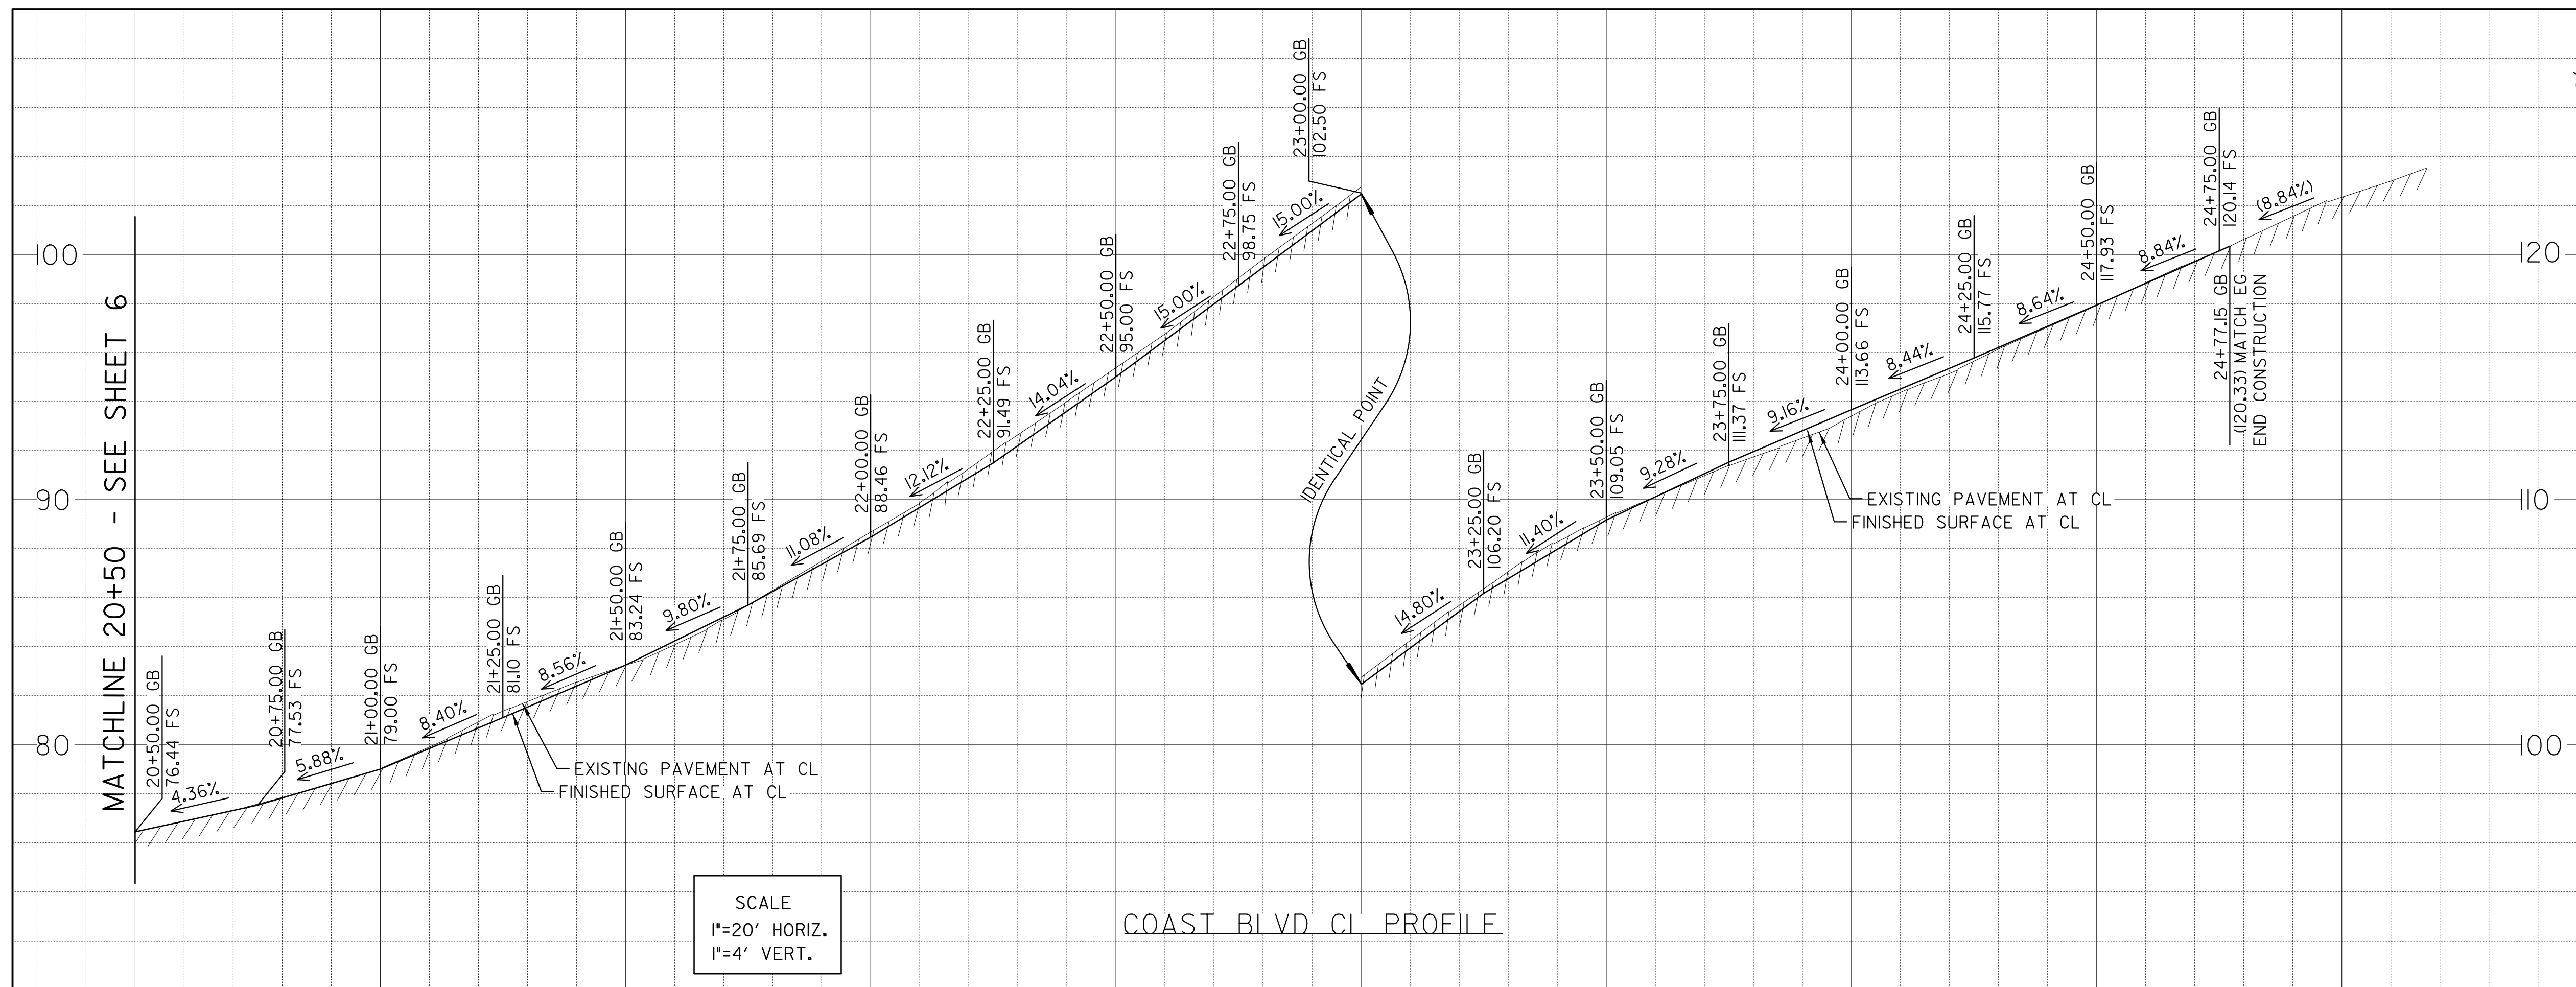 100
90
80
MATCHLINE 20+50 - SEE SHEET 6
20+50.00 GB
76.44 FS
4.36%
20+75.00 GB
77.53 FS
5.88%
21+00.00 GB
79.00 FS
8.40%
21+25.00 GB
81.10 FS
8.56%
EXISTING PAVEMENT AT CL
FINISHED SURFACE AT CL
21+50.00 GB
83.24 FS
9.80%
21+75.00 GB
85.69 FS
11.08%
22+00.00 GB
88.46 FS
12.12%
22+25.00 GB
91.49 FS
14.04%
22+50.00 GB
95.00 FS
15.00%
22+75.00 GB
98.75 FS
15.00%
23+00.00 GB
102.50 FS
IDENTICAL POINT
14.80%
23+25.00 GB
106.20 FS
11.40%
23+50.00 GB
109.05 FS
9.28%
23+75.00 GB
111.37 FS
9.16%
EXISTING PAVEMENT AT CL
FINISHED SURFACE AT CL
24+00.00 GB
113.66 FS
8.44%
24+25.00 GB
115.77 FS
8.64%
24+50.00 GB
117.93 FS
8.84%
24+75.00 GB
120.14 FS
(8.84%)
24+77.15 GB
(120.33) MATCH EG
END CONSTRUCTION
120
110
100
SCALE
1"=20' HORIZ.
1"=4' VERT.
COAST BLVD CL PROFILE